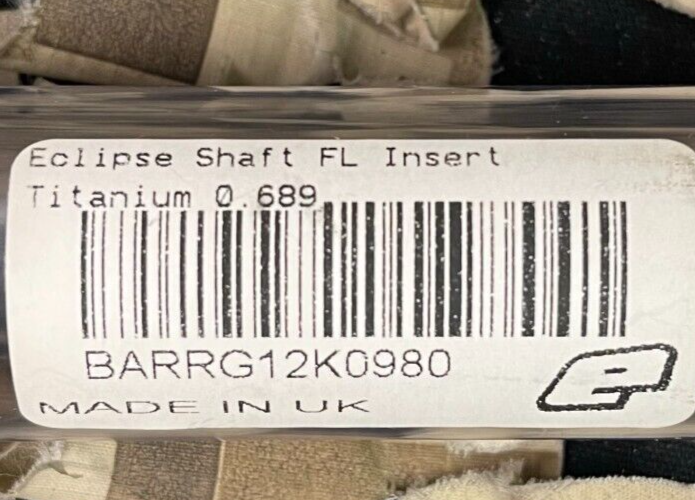 Eclipse Shaft FL Insert
Titanium 0.689
BARRG12K0980
MADE IN UK